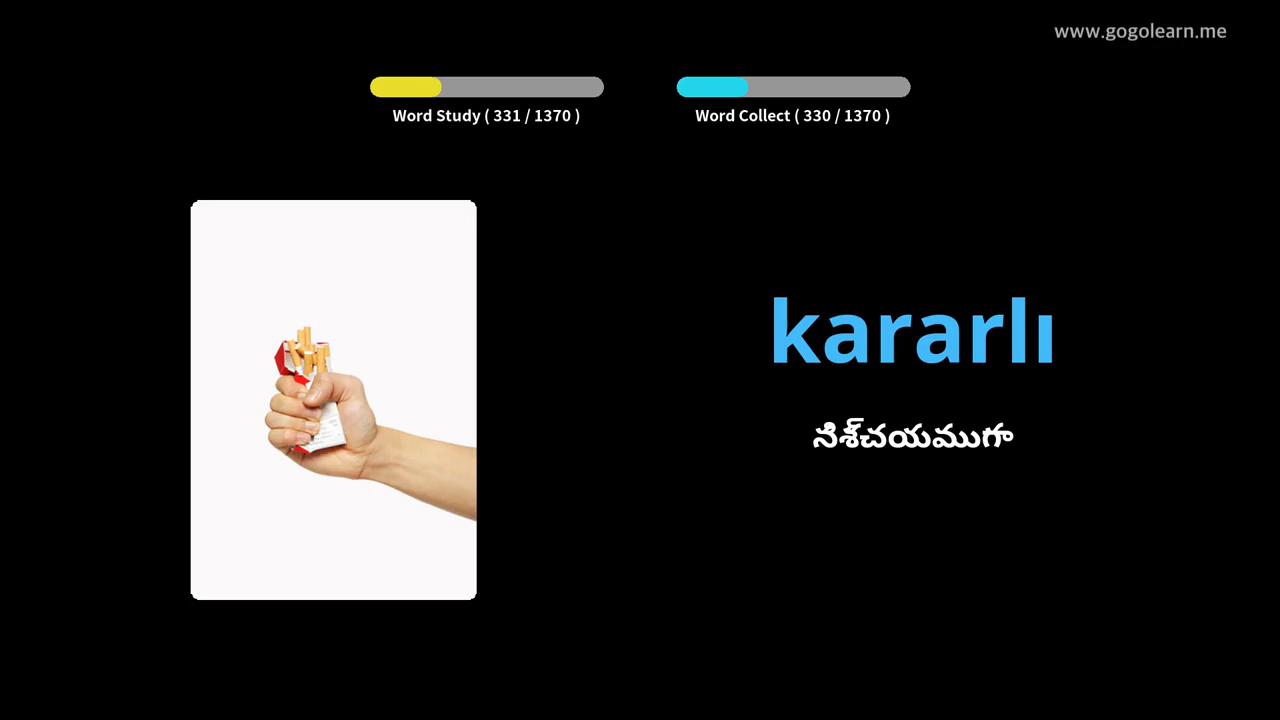 www.gogolearn.me
Word Study ( 331 / 1370 )
Word Collect ( 330 / 1370 )
kararlı
నిశ్చయముగా